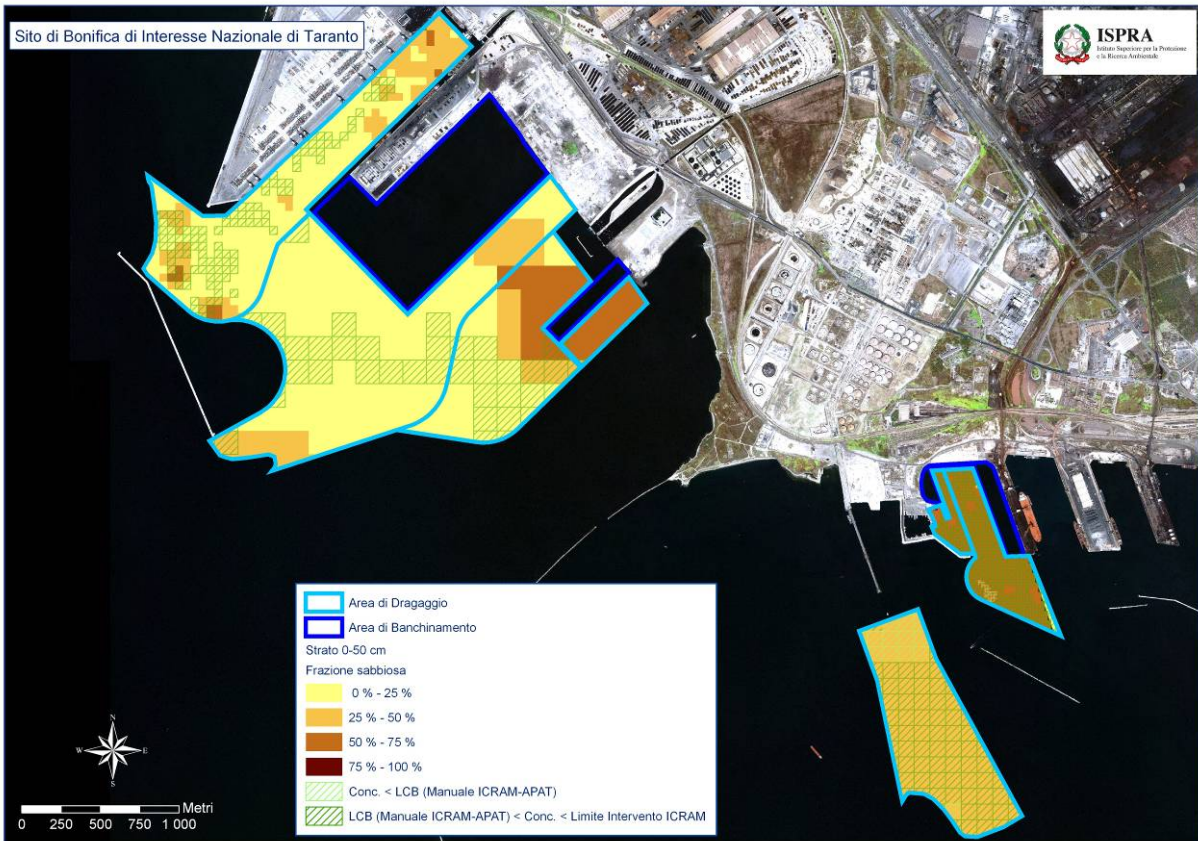 Sito di Bonifica di Interesse Nazionale di Taranto
ISPRA
Istituto Superiore per la Protezione
e la Ricerca Ambientale
Area di Dragaggio
Area di Banchinamento
Strato 0-50 cm
Frazione sabbiosa
0 % - 25 %
25 % - 50 %
50 % - 75 %
75 % - 100 %
Conc. < LCB (Manuale ICRAM-APAT)
LCB (Manuale ICRAM-APAT) < Conc. < Limite Intervento ICRAM
N
W
E
S
Metri
0 250 500 750 1 000